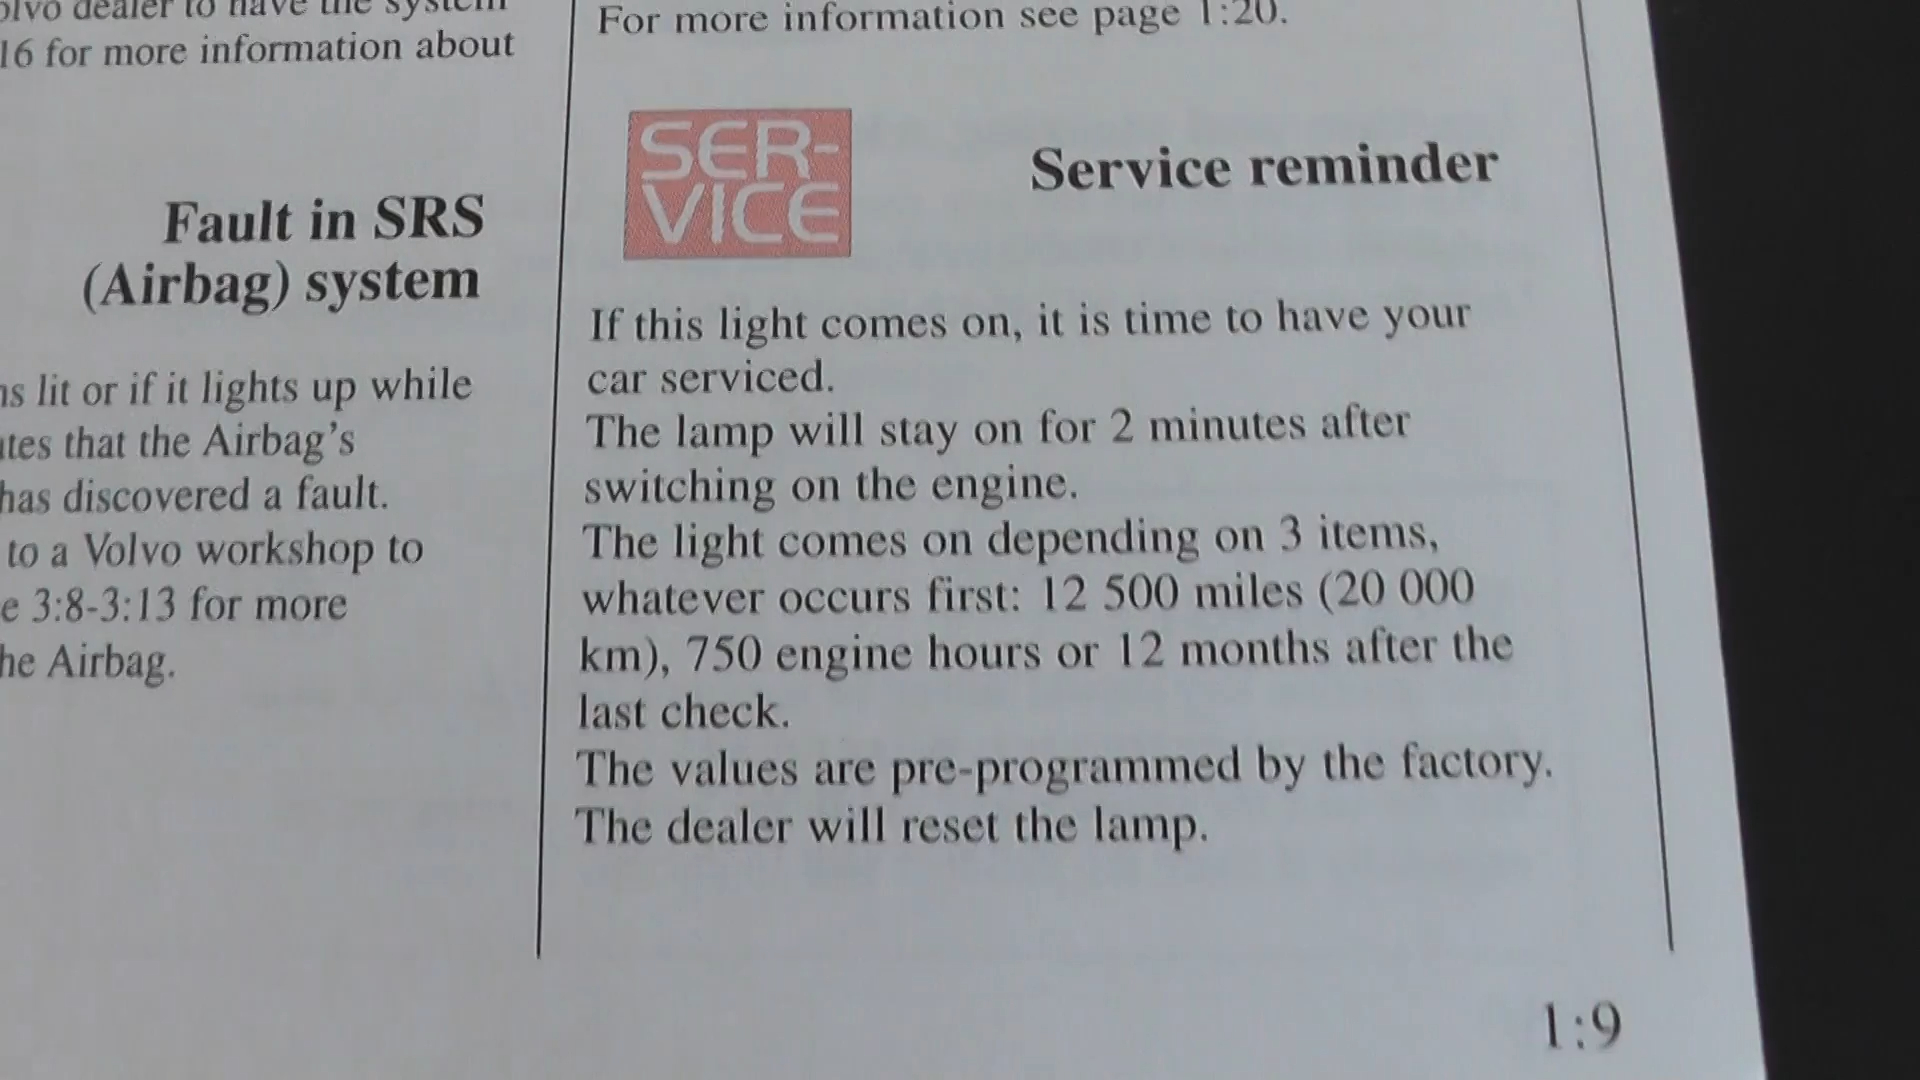 dealer to have the system
16 for more information about
Fault in SRS
(Airbag) system
lit or if it lights up while
that the Airbag's
has discovered a fault.
to a Volvo workshop to
3:8-3:13 for more
Airbag.
For more information see page 1:20.
SER-
VICE
Service reminder
If this light comes on, it is time to have your
car serviced.
The lamp will stay on for 2 minutes after
switching on the engine.
The light comes on depending on 3 items,
whatever occurs first: 12 500 miles (20 000
km), 750 engine hours or 12 months after the
last check.
The values are pre-programmed by the factory.
The dealer will reset the lamp.
1:9